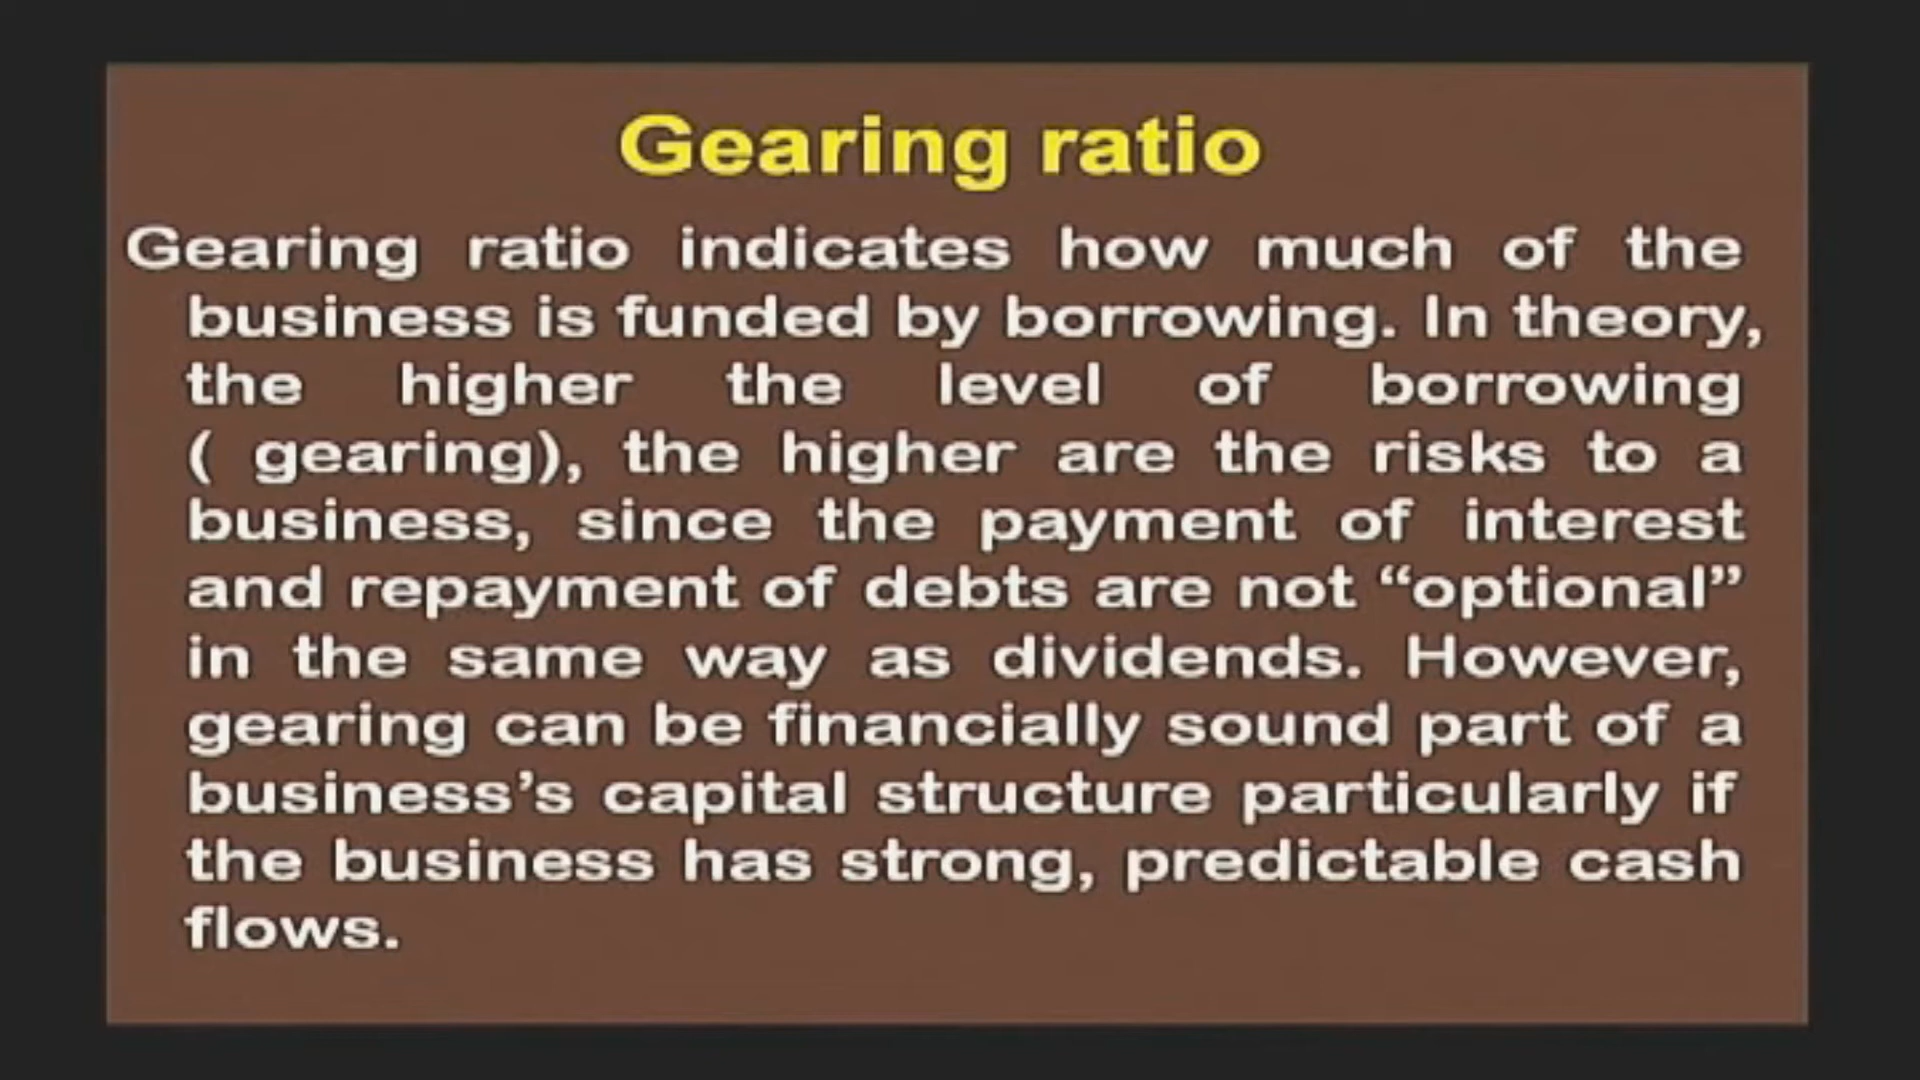 Gearing ratio
Gearing ratio indicates how much of the
business is funded by borrowing. In theory,
the higher the level of borrowing
( gearing), the higher are the risks to a
business, since the payment of interest
and repayment of debts are not “optional”
in the same way as dividends. However,
gearing can be financially sound part of a
business’s capital structure particularly if
the business has strong, predictable cash
flows.